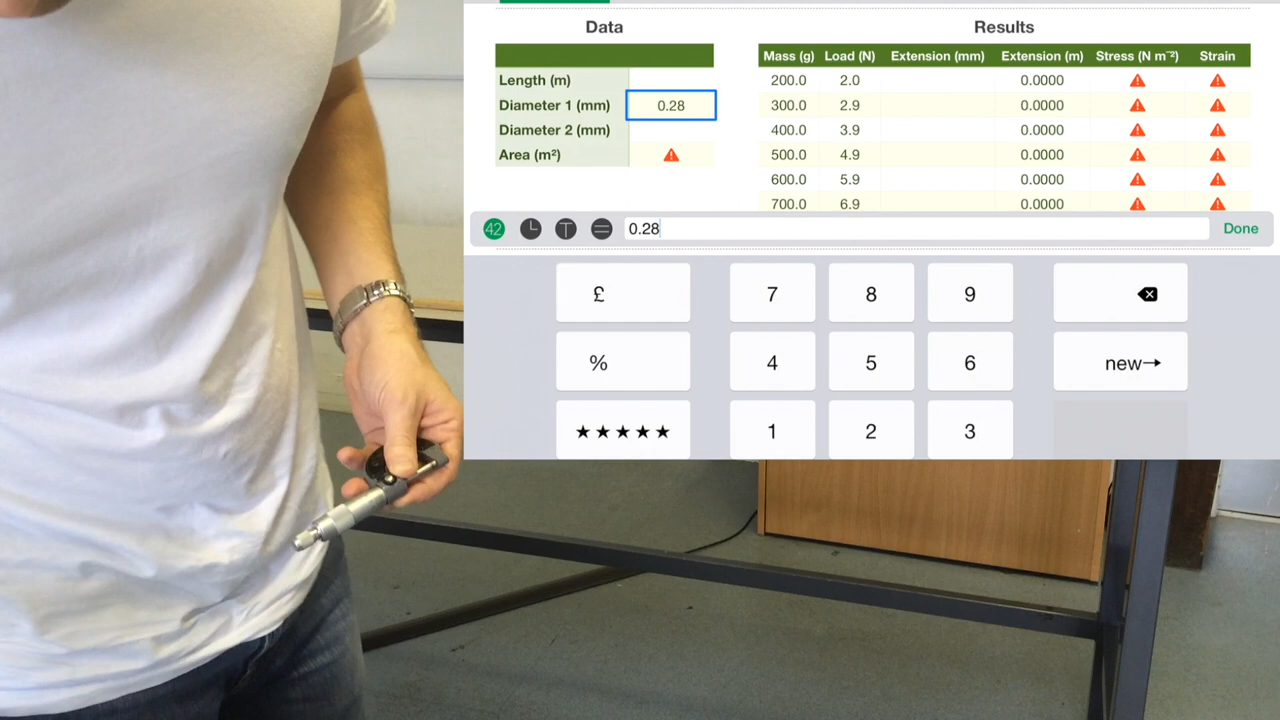 Data
Length (m)
Diameter 1 (mm) 0.28
Diameter 2 (mm)
Area (m²)
Results
Mass (g) Load (N) Extension (mm) Extension (m) Stress (N m⁻²) Strain
200.0 2.0 0.0000
300.0 2.9 0.0000
400.0 3.9 0.0000
500.0 4.9 0.0000
600.0 5.9 0.0000
700.0 6.9 0.0000
42 T = 0.28 Done
£ 7 8 9
% 4 5 6 new→
★★★★★ 1 2 3